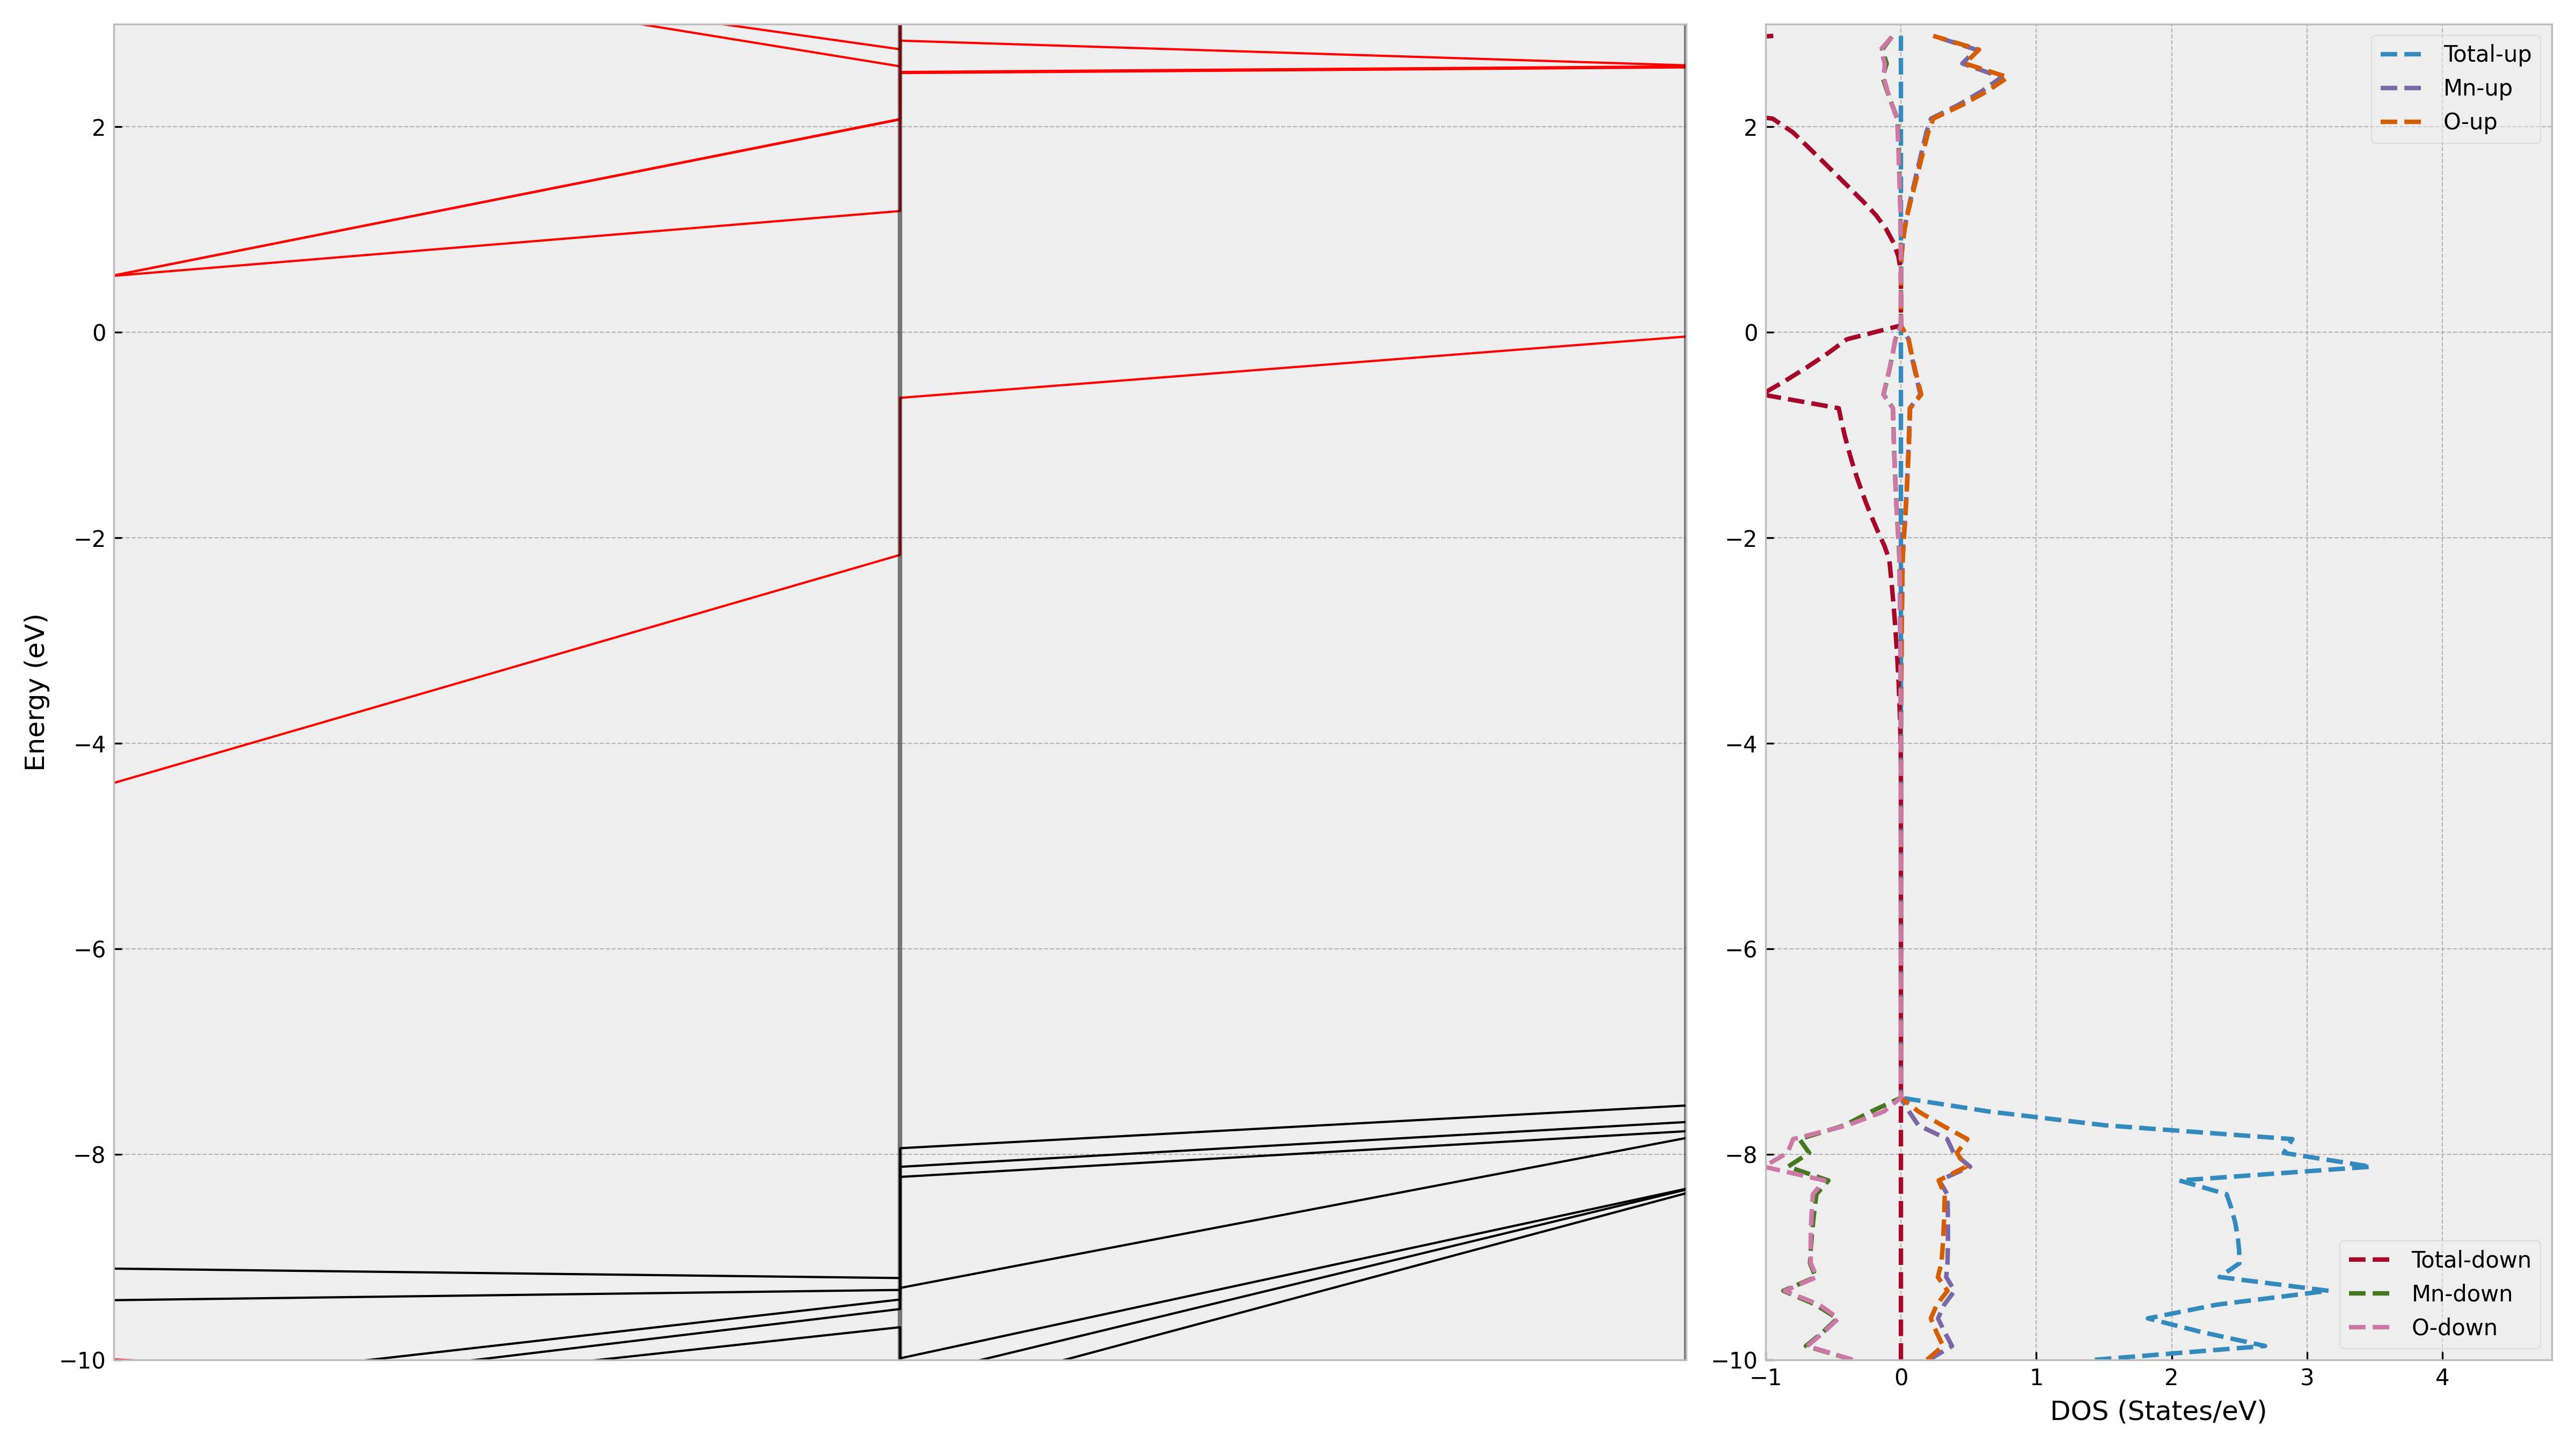 Energy (eV)
2
0
−2
−4
−6
−8
−10
2
0
−2
−4
−6
−8
−10
Total-up
Mn-up
O-up
Total-down
Mn-down
O-down
−1 0 1 2 3 4
DOS (States/eV)